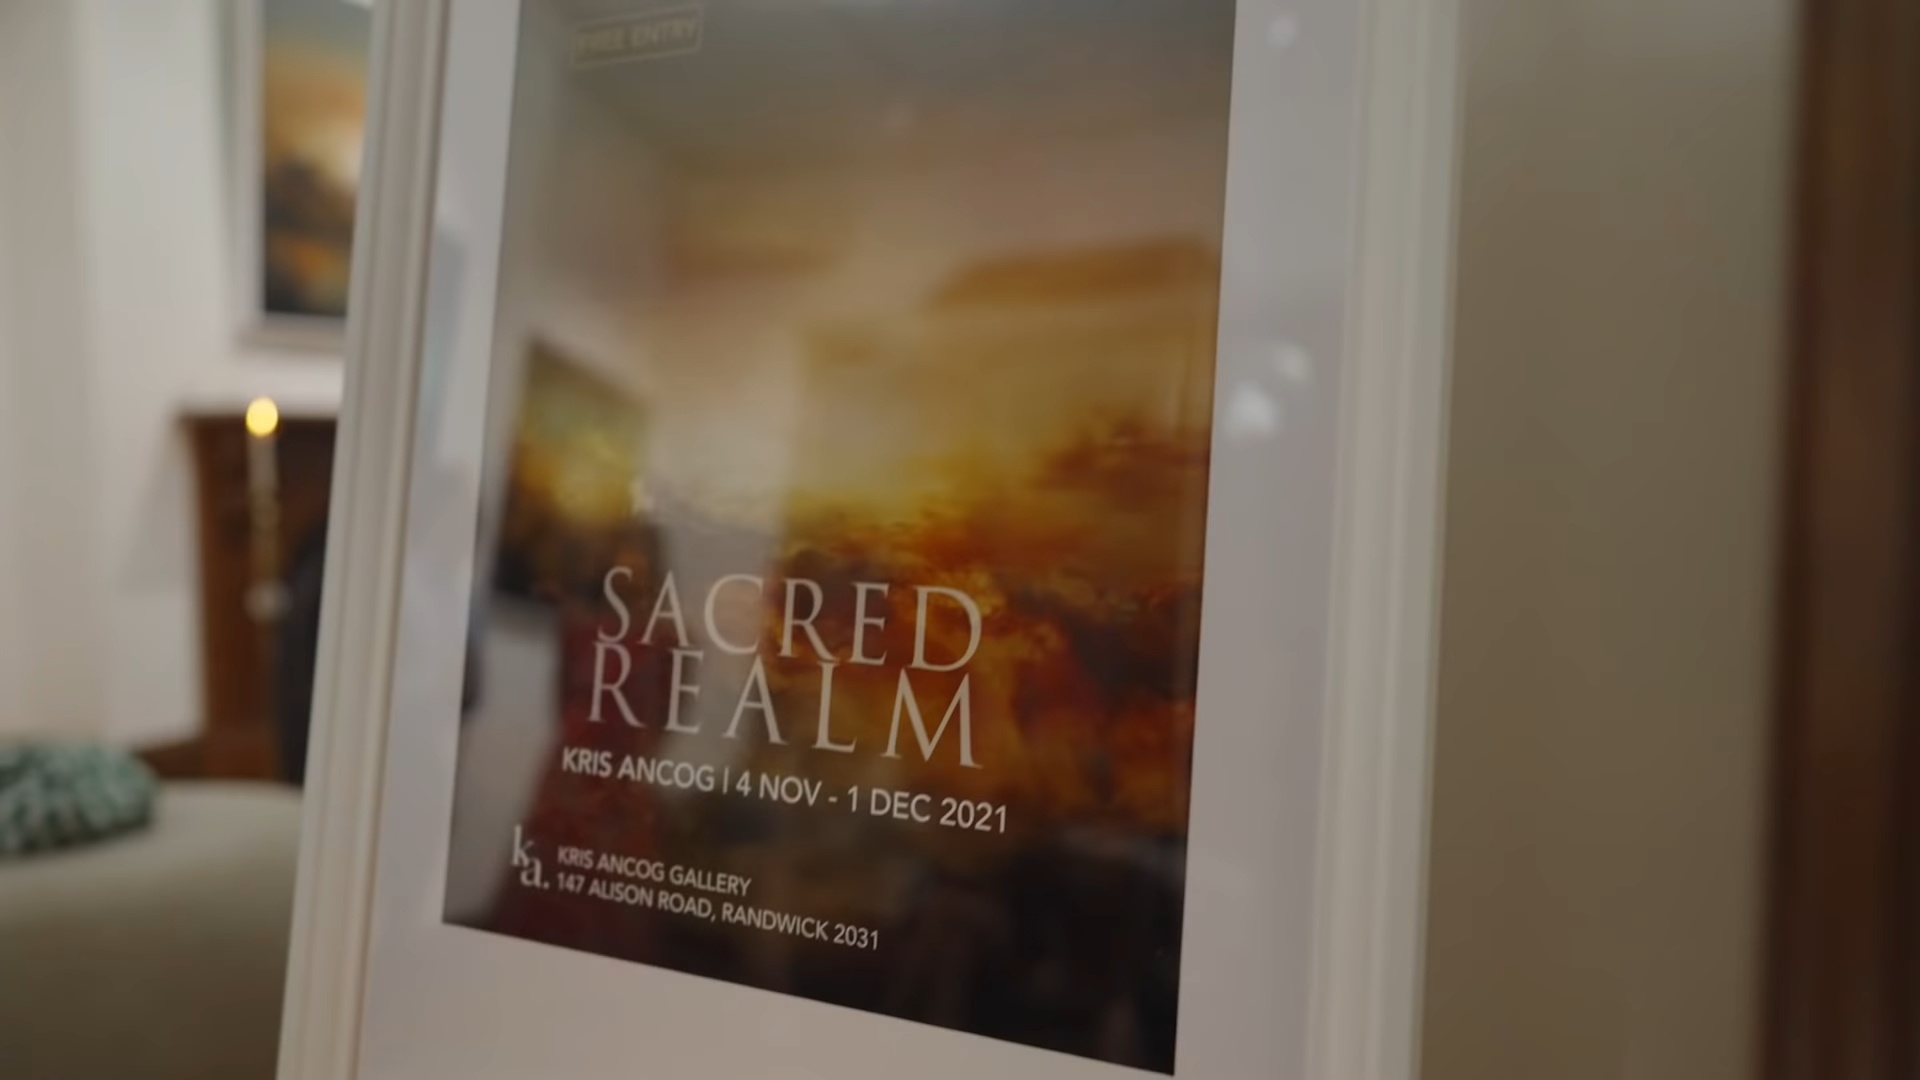 FREE ENTRY
SACRED
REALM
KRIS ANCOG | 4 NOV - 1 DEC 2021
ka.
KRIS ANCOG GALLERY
147 ALISON ROAD, RANDWICK 2031